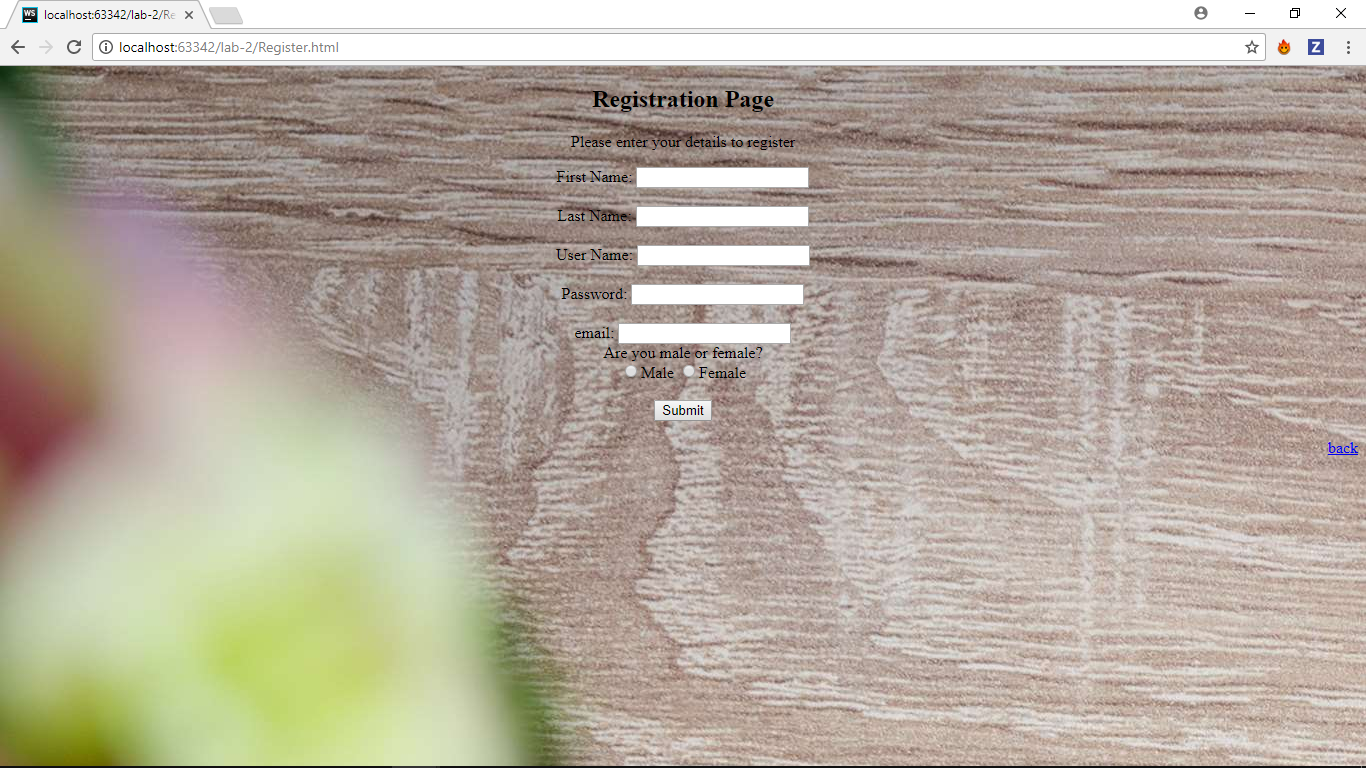 WS localhost:63342/lab-2/Re
localhost:63342/lab-2/Register.html
Z
Registration Page
Please enter your details to register
First Name:
Last Name:
User Name:
Password:
email:
Are you male or female?
Male Female
Submit
back